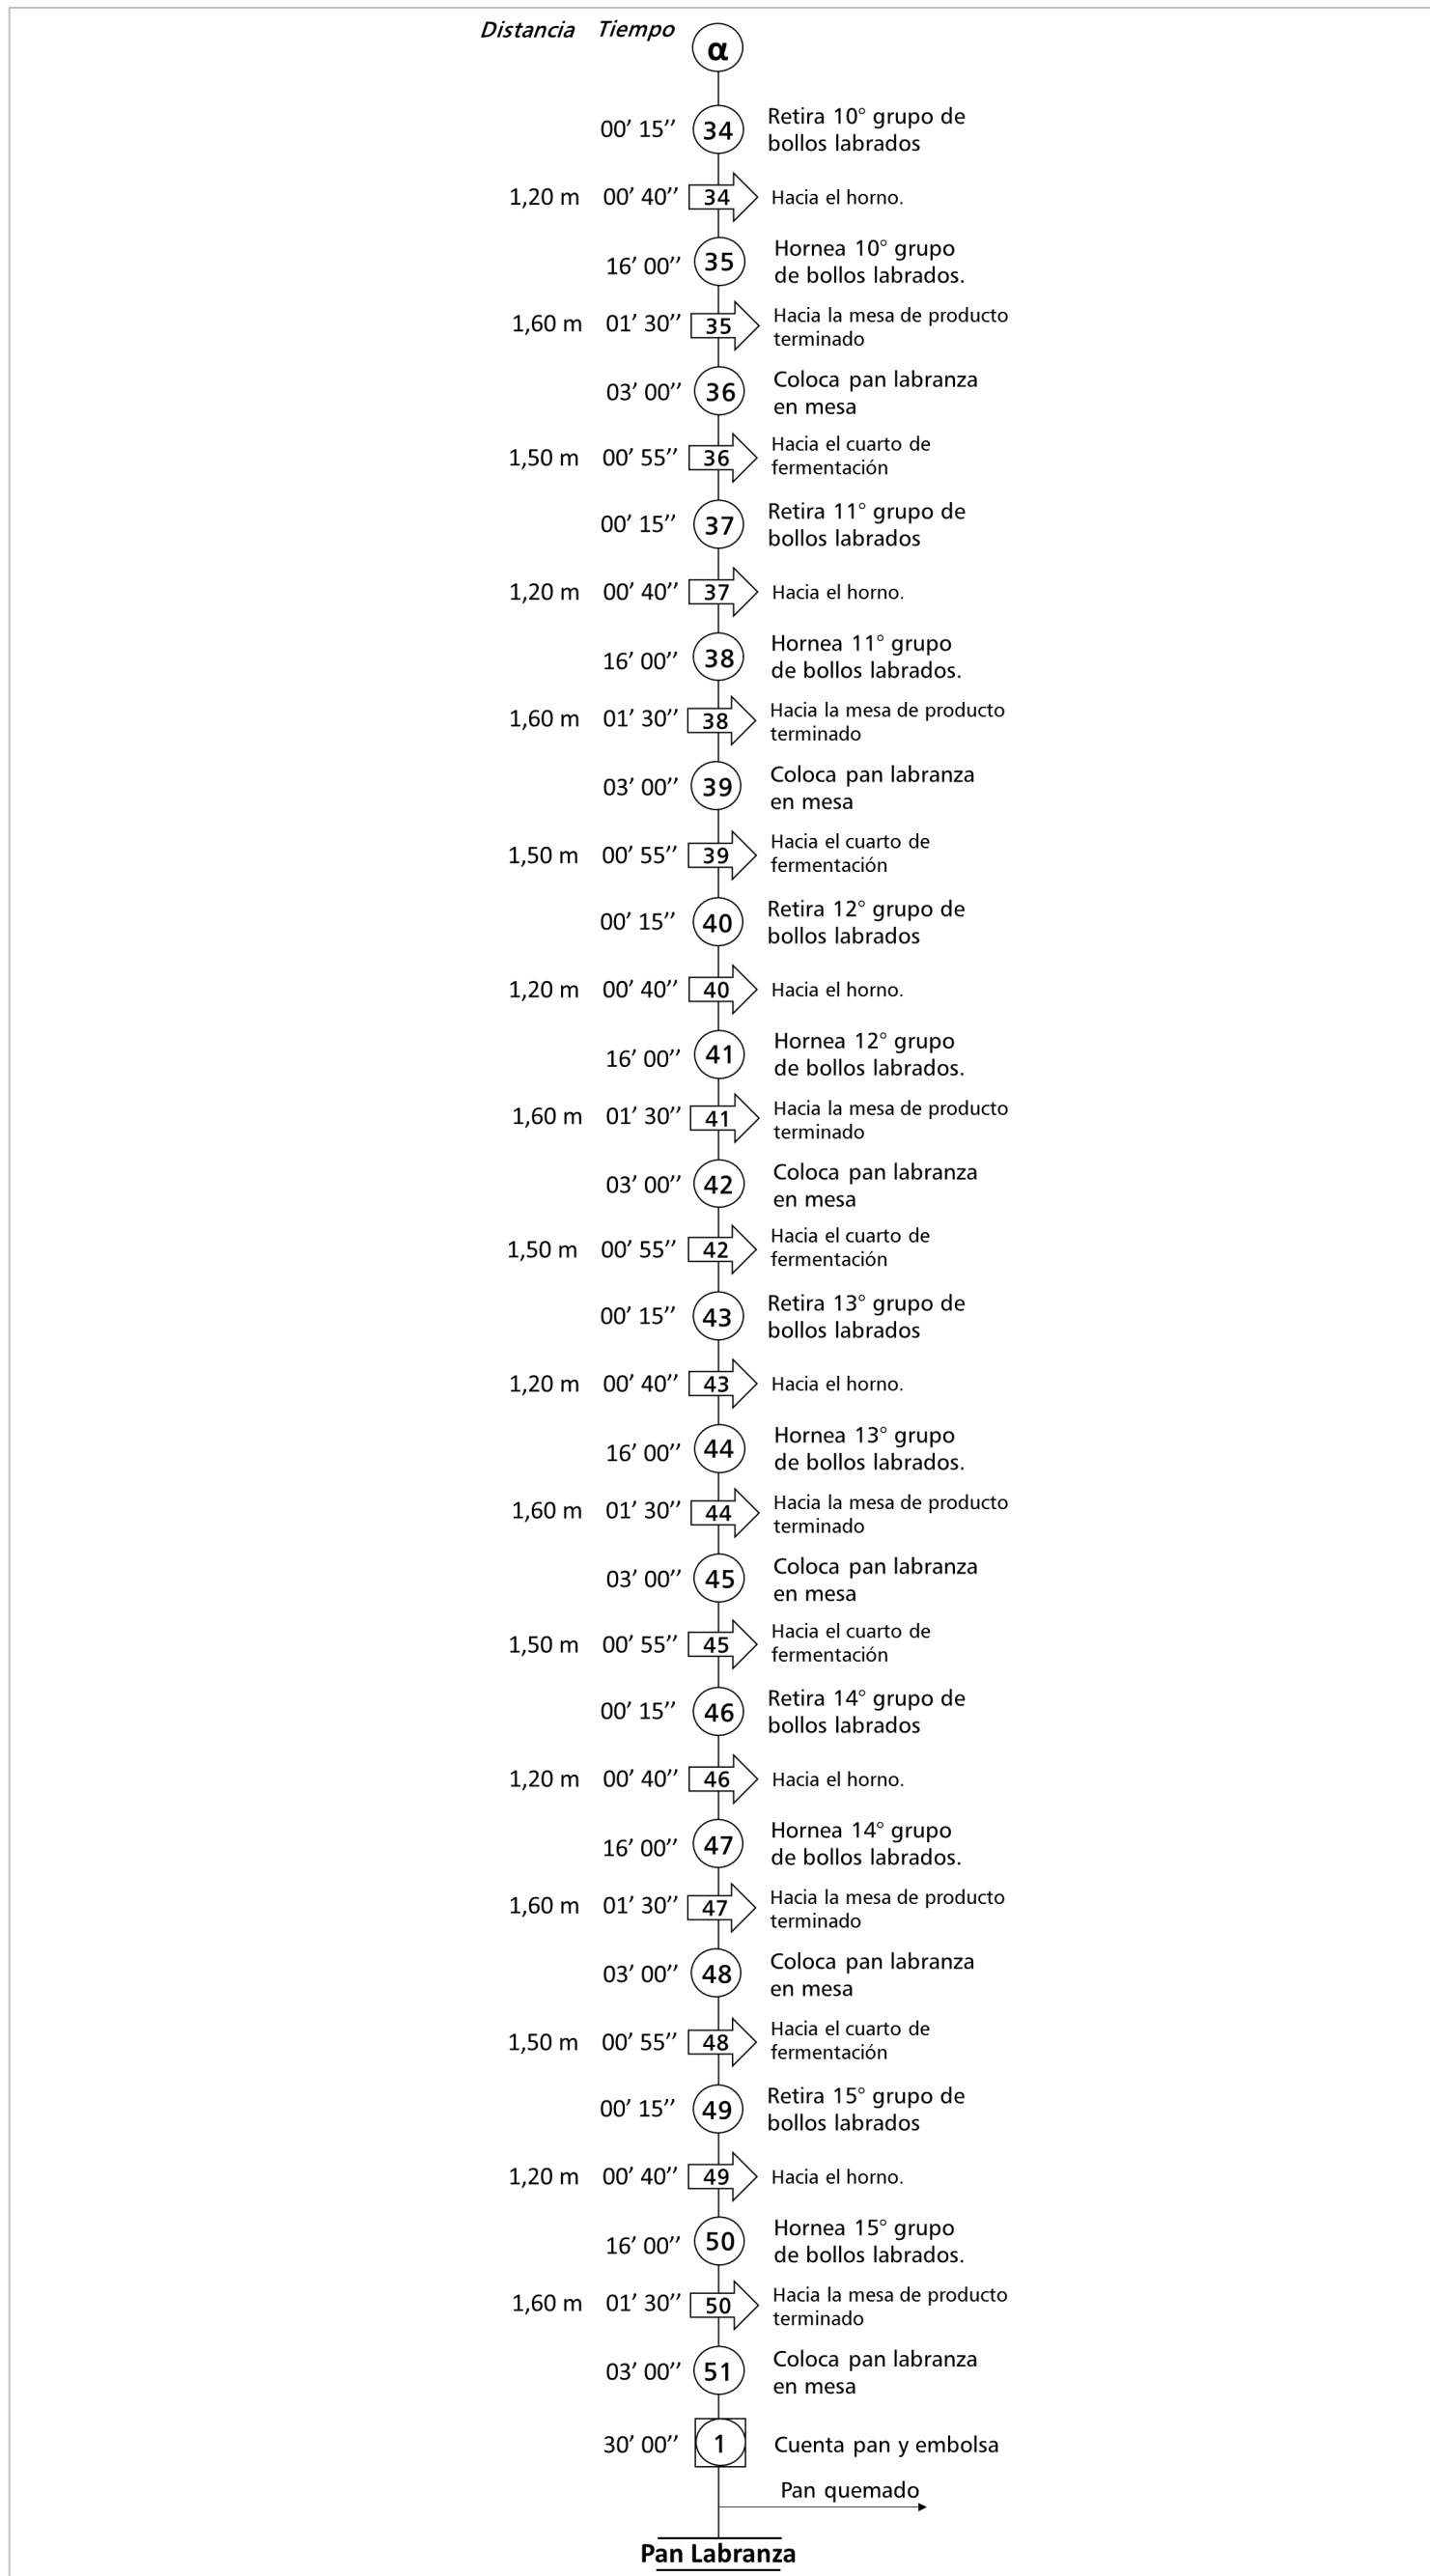 Distancia Tiempo α
00’ 15’’ 34 Retira 10° grupo de
bollos labrados
1,20 m 00’ 40’’ 34 Hacia el horno.
16’ 00’’ 35 Hornea 10° grupo
de bollos labrados.
1,60 m 01’ 30’’ 35 Hacia la mesa de producto
terminado
03’ 00’’ 36 Coloca pan labranza
en mesa
1,50 m 00’ 55’’ 36 Hacia el cuarto de
fermentación
00’ 15’’ 37 Retira 11° grupo de
bollos labrados
1,20 m 00’ 40’’ 37 Hacia el horno.
16’ 00’’ 38 Hornea 11° grupo
de bollos labrados.
1,60 m 01’ 30’’ 38 Hacia la mesa de producto
terminado
03’ 00’’ 39 Coloca pan labranza
en mesa
1,50 m 00’ 55’’ 39 Hacia el cuarto de
fermentación
00’ 15’’ 40 Retira 12° grupo de
bollos labrados
1,20 m 00’ 40’’ 40 Hacia el horno.
16’ 00’’ 41 Hornea 12° grupo
de bollos labrados.
1,60 m 01’ 30’’ 41 Hacia la mesa de producto
terminado
03’ 00’’ 42 Coloca pan labranza
en mesa
1,50 m 00’ 55’’ 42 Hacia el cuarto de
fermentación
00’ 15’’ 43 Retira 13° grupo de
bollos labrados
1,20 m 00’ 40’’ 43 Hacia el horno.
16’ 00’’ 44 Hornea 13° grupo
de bollos labrados.
1,60 m 01’ 30’’ 44 Hacia la mesa de producto
terminado
03’ 00’’ 45 Coloca pan labranza
en mesa
1,50 m 00’ 55’’ 45 Hacia el cuarto de
fermentación
00’ 15’’ 46 Retira 14° grupo de
bollos labrados
1,20 m 00’ 40’’ 46 Hacia el horno.
16’ 00’’ 47 Hornea 14° grupo
de bollos labrados.
1,60 m 01’ 30’’ 47 Hacia la mesa de producto
terminado
03’ 00’’ 48 Coloca pan labranza
en mesa
1,50 m 00’ 55’’ 48 Hacia el cuarto de
fermentación
00’ 15’’ 49 Retira 15° grupo de
bollos labrados
1,20 m 00’ 40’’ 49 Hacia el horno.
16’ 00’’ 50 Hornea 15° grupo
de bollos labrados.
1,60 m 01’ 30’’ 50 Hacia la mesa de producto
terminado
03’ 00’’ 51 Coloca pan labranza
en mesa
30’ 00’’ 1 Cuenta pan y embolsa
Pan quemado
Pan Labranza